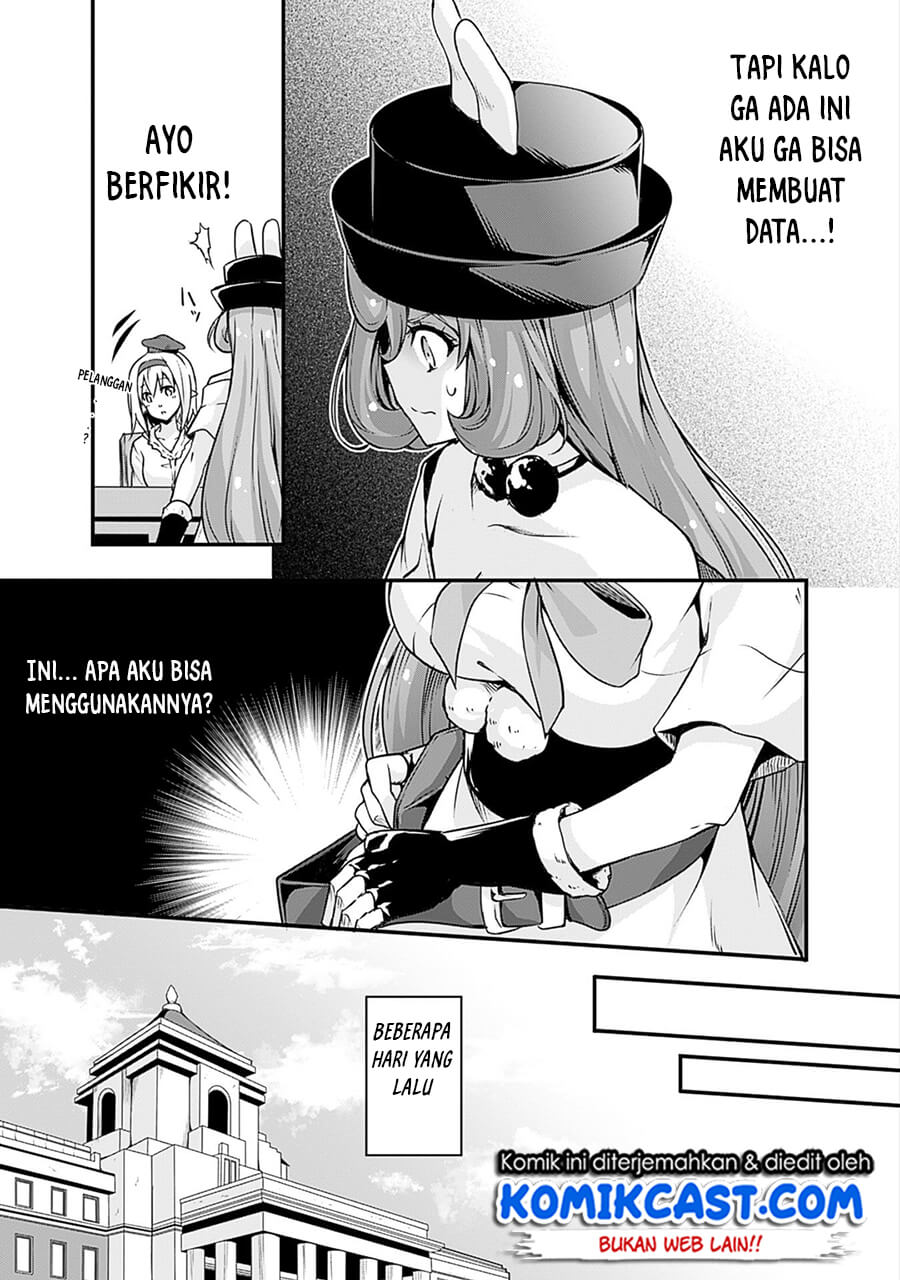 TAPI KALO
GA ADA INI
AKU GA BISA
MEMBUAT
DATA...!
AYO
BERFIKIR!
PELANGGAN
?
INI... APA AKU BISA
MENGGUNAKANNYA?
BEBERAPA
HARI YANG
LALU
Komik ini diterjemahkan & diedit oleh
KOMIKCAST.COM
BUKAN WEB LAIN!!